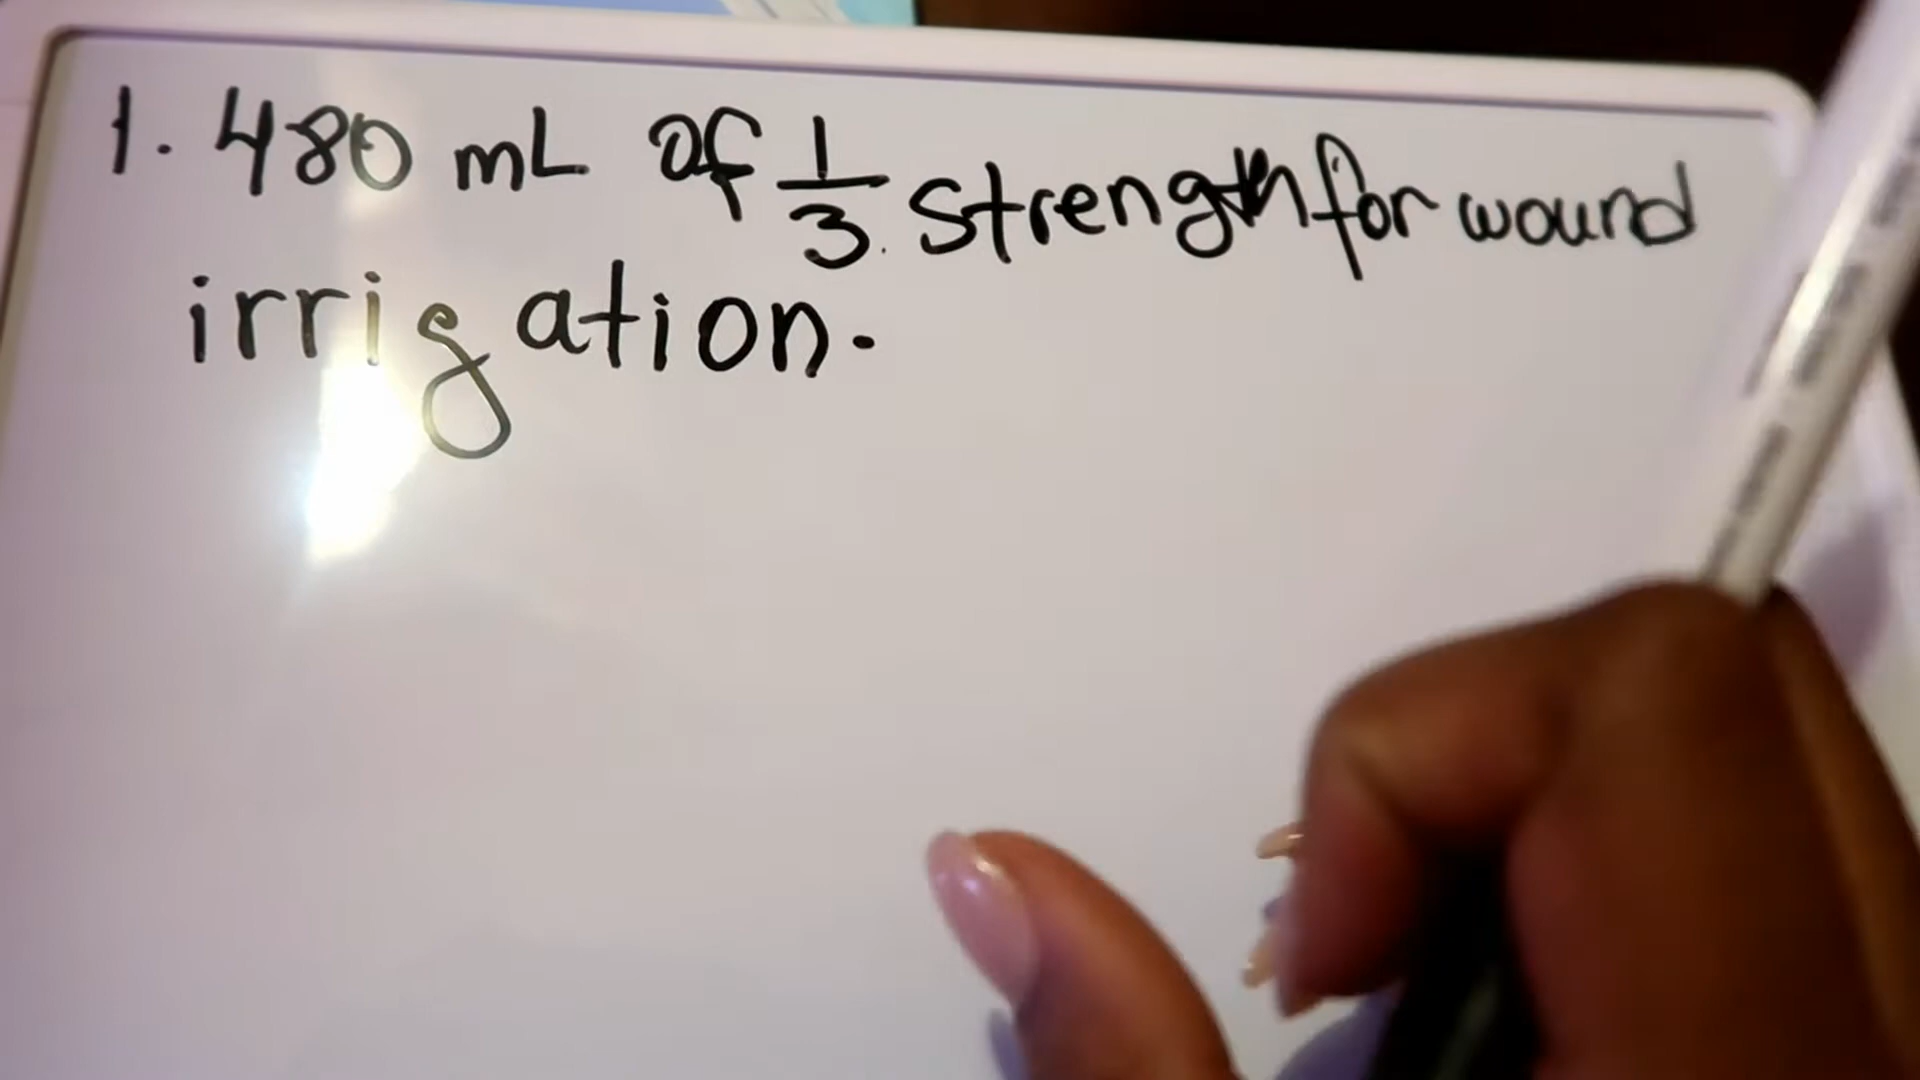 1. 480 mL of 1/3 strength for wound
irrigation.